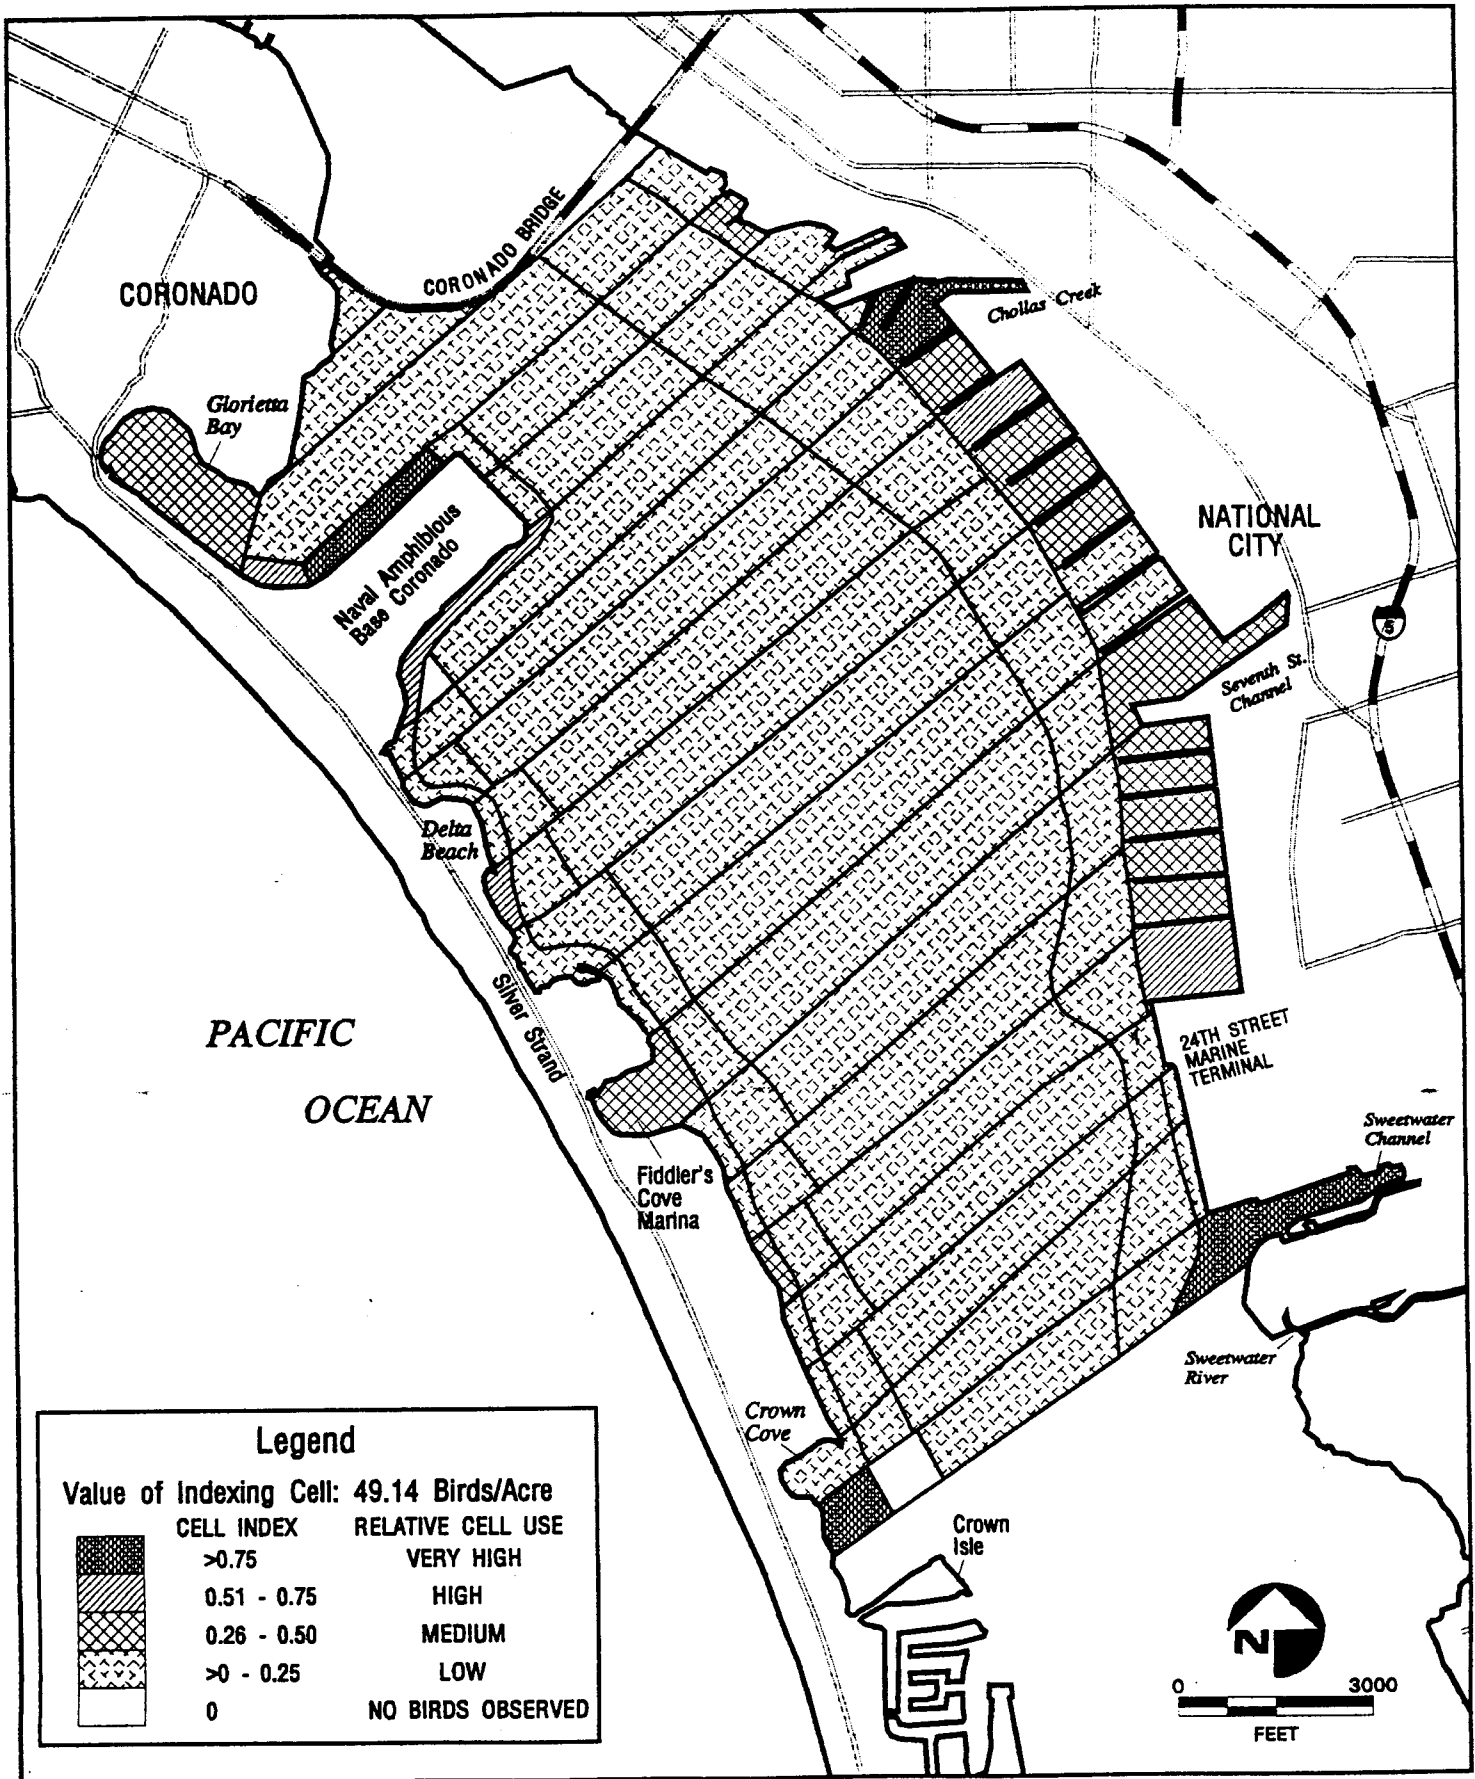 CORONADO BRIDGE
CORONADO
Chollas Creek
Glorietta
Bay
Naval Amphibious
Base Coronado
NATIONAL
CITY
5
Seventh St.
Channel
Delta
Beach
Silver Strand
PACIFIC
OCEAN
24TH STREET
MARINE
TERMINAL
Sweetwater
Channel
Fiddler's
Cove
Marina
Sweetwater
River
Crown
Cove
Crown
Isle
Legend
Value of Indexing Cell: 49.14 Birds/Acre
CELL INDEX RELATIVE CELL USE
>0.75 VERY HIGH
0.51 - 0.75 HIGH
0.26 - 0.50 MEDIUM
>0 - 0.25 LOW
0 NO BIRDS OBSERVED
N
0 3000
FEET